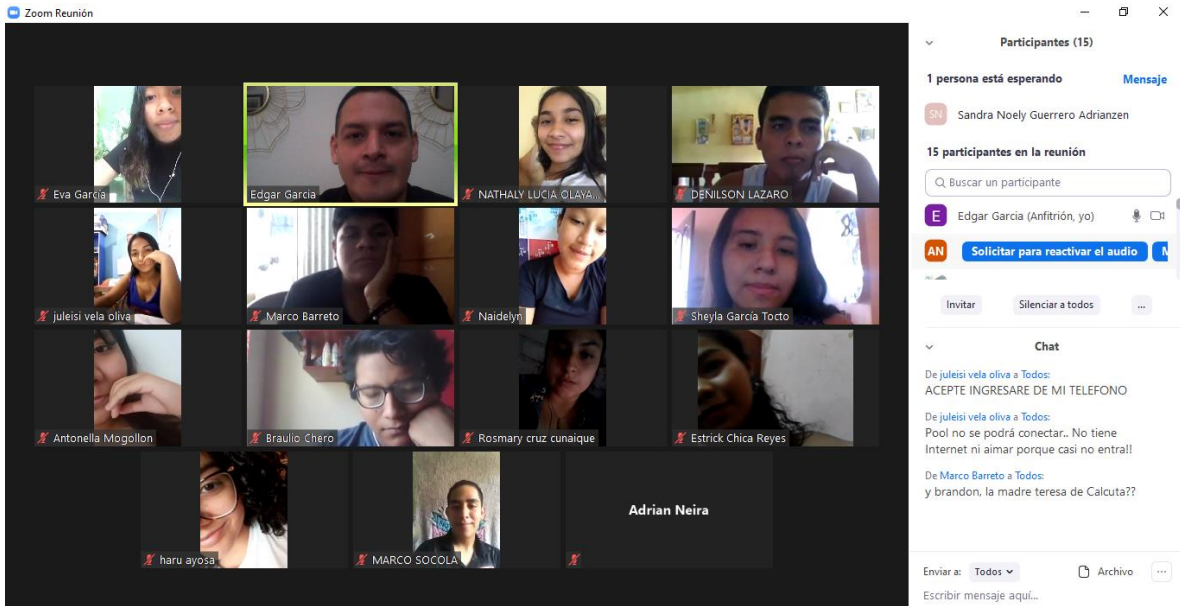 Zoom Reunión
Eva García
Edgar Garcia
NATHALY LUCIA OLAYA...
DENILSON LAZARO
juleisi vela oliva
Marco Barreto
Naidelyn
Sheyla García Tocto
Antonella Mogollon
Braulio Chero
Rosmary cruz cunaique
Estrick Chica Reyes
haru ayosa
MARCO SOCOLA
Adrian Neira
Participantes (15)
1 persona está esperando
Mensaje
SN
Sandra Noely Guerrero Adrianzen
15 participantes en la reunión
Buscar un participante
E
Edgar Garcia (Anfitrión, yo)
AN
Solicitar para reactivar el audio
Invitar
Silenciar a todos
...
Chat
De juleisi vela oliva a Todos:
ACEPTE INGRESARE DE MI TELEFONO
De juleisi vela oliva a Todos:
Pool no se podrá conectar.. No tiene
Internet ni aimar porque casi no entra!!
De Marco Barreto a Todos:
y brandon, la madre teresa de Calcuta??
Enviar a: Todos
Archivo
...
Escribir mensaje aquí...